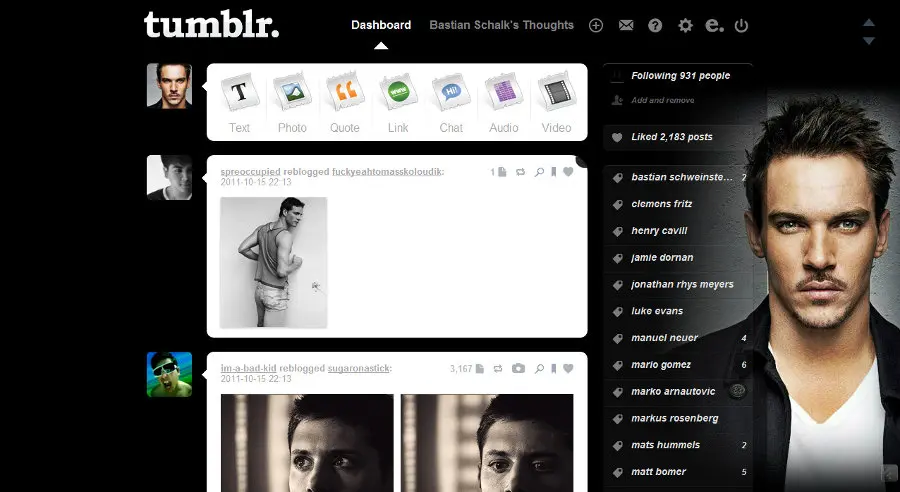 tumblr.
Dashboard
Bastian Schalk's Thoughts
Following 931 people
Add and remove
Liked 2,183 posts
Text
Photo
Quote
Link
Chat
Audio
Video
T
www
Hi!
spreoccupied reblogged fuckyeahtomasskoloudik:
2011-10-15 22:13
1
im-a-bad-kid reblogged sugaronastick:
2011-10-15 22:13
3,167
bastian schweinste... 2
clemens fritz
henry cavill
jamie dornan
jonathan rhys meyers
luke evans
manuel neuer 4
mario gomez 6
marko arnautovic
markus rosenberg
mats hummels 2
matt bomer 5